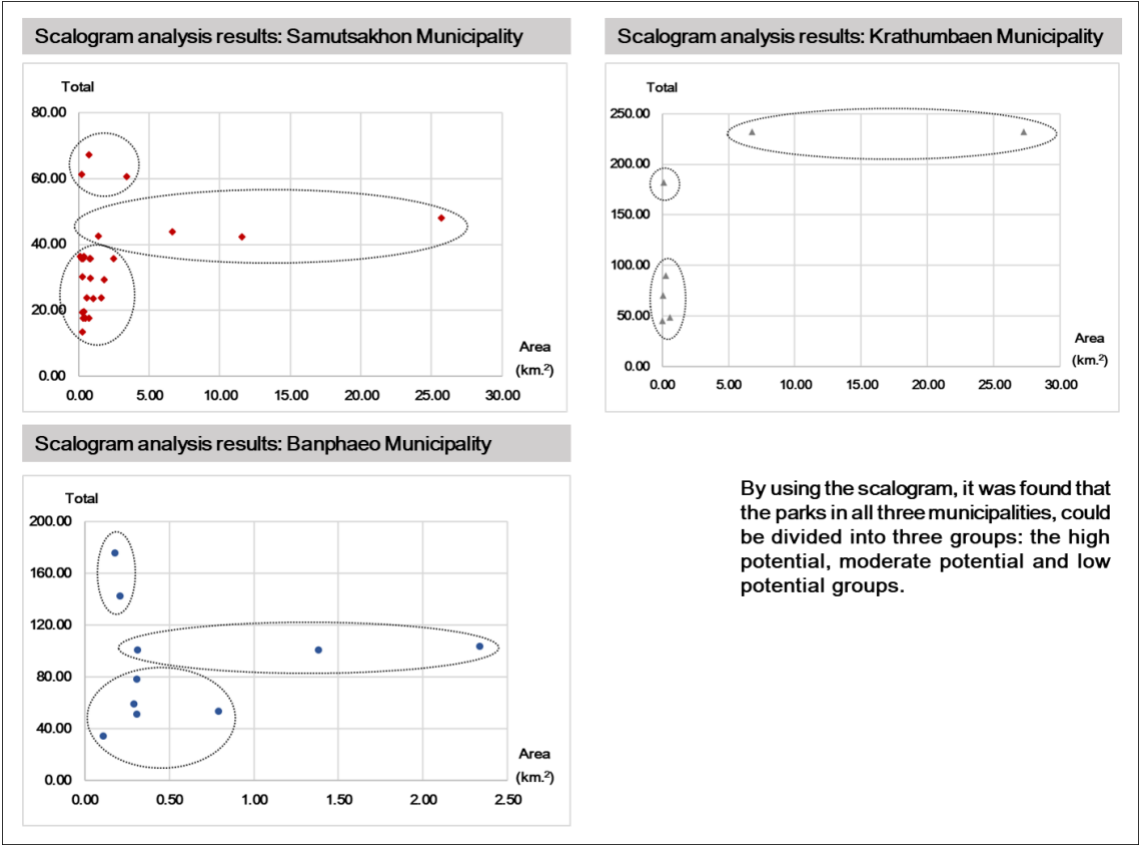 Scalogram analysis results: Samutsakhon Municipality
Total
80.00
60.00
40.00
20.00
0.00
0.00 5.00 10.00 15.00 20.00 25.00 30.00
Area
(km.²)
Scalogram analysis results: Krathumbaen Municipality
Total
250.00
200.00
150.00
100.00
50.00
0.00
0.00 5.00 10.00 15.00 20.00 25.00 30.00
Area
(km.²)
Scalogram analysis results: Banphaeo Municipality
Total
200.00
160.00
120.00
80.00
40.00
0.00
0.00 0.50 1.00 1.50 2.00 2.50
Area
(km.²)
By using the scalogram, it was found that
the parks in all three municipalities, could
be divided into three groups: the high
potential, moderate potential and low
potential groups.